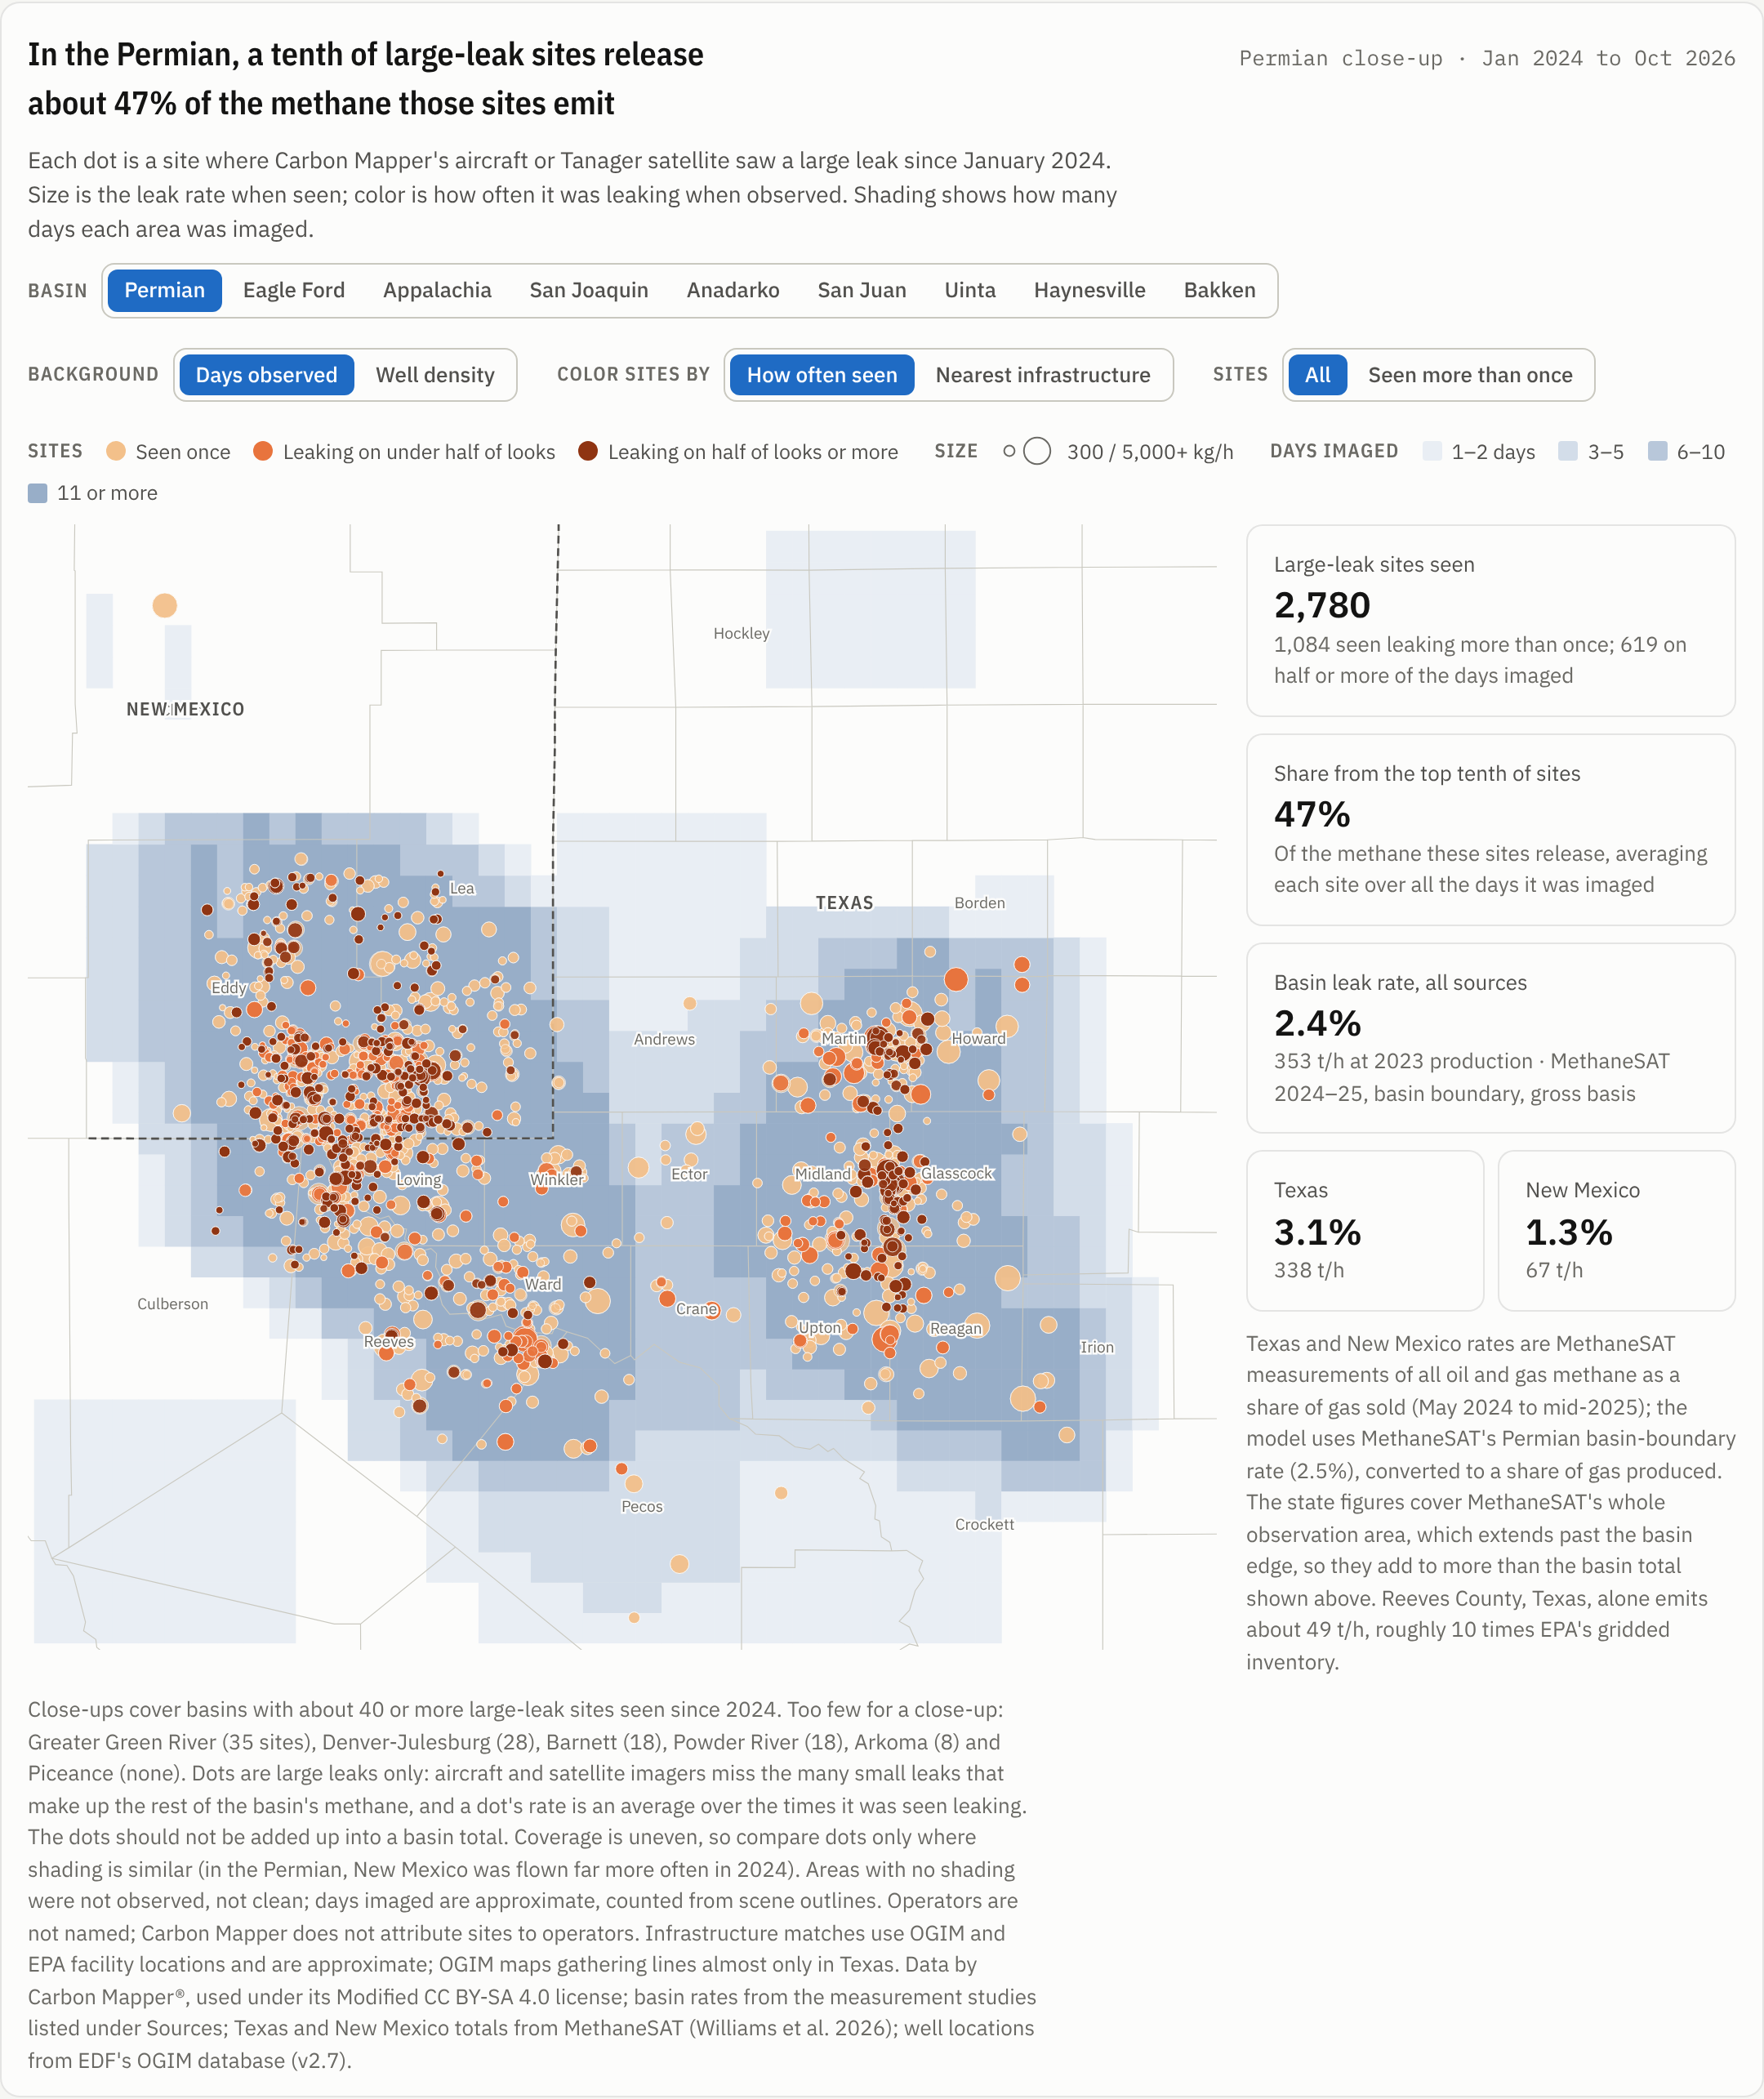 In the Permian, a tenth of large-leak sites release
about 47% of the methane those sites emit
Permian close-up · Jan 2024 to Oct 2026
Each dot is a site where Carbon Mapper's aircraft or Tanager satellite saw a large leak since January 2024.
Size is the leak rate when seen; color is how often it was leaking when observed. Shading shows how many
days each area was imaged.
BASIN Permian Eagle Ford Appalachia San Joaquin Anadarko San Juan Uinta Haynesville Bakken
BACKGROUND Days observed Well density COLOR SITES BY How often seen Nearest infrastructure SITES All Seen more than once
SITES Seen once Leaking on under half of looks Leaking on half of looks or more SIZE 300 / 5,000+ kg/h DAYS IMAGED 1–2 days 3–5 6–10
11 or more
Hockley
NEW MEXICO
Lea
TEXAS
Borden
Eddy
Andrews
Martin
Howard
Loving
Winkler
Ector
Midland
Glasscock
Culberson
Ward
Crane
Reeves
Upton
Reagan
Irion
Pecos
Crockett
Large-leak sites seen
2,780
1,084 seen leaking more than once; 619 on
half or more of the days imaged
Share from the top tenth of sites
47%
Of the methane these sites release, averaging
each site over all the days it was imaged
Basin leak rate, all sources
2.4%
353 t/h at 2023 production · MethaneSAT
2024–25, basin boundary, gross basis
Texas
3.1%
338 t/h
New Mexico
1.3%
67 t/h
Texas and New Mexico rates are MethaneSAT
measurements of all oil and gas methane as a
share of gas sold (May 2024 to mid-2025); the
model uses MethaneSAT's Permian basin-boundary
rate (2.5%), converted to a share of gas produced.
The state figures cover MethaneSAT's whole
observation area, which extends past the basin
edge, so they add to more than the basin total
shown above. Reeves County, Texas, alone emits
about 49 t/h, roughly 10 times EPA's gridded
inventory.
Close-ups cover basins with about 40 or more large-leak sites seen since 2024. Too few for a close-up:
Greater Green River (35 sites), Denver-Julesburg (28), Barnett (18), Powder River (18), Arkoma (8) and
Piceance (none). Dots are large leaks only: aircraft and satellite imagers miss the many small leaks that
make up the rest of the basin's methane, and a dot's rate is an average over the times it was seen leaking.
The dots should not be added up into a basin total. Coverage is uneven, so compare dots only where
shading is similar (in the Permian, New Mexico was flown far more often in 2024). Areas with no shading
were not observed, not clean; days imaged are approximate, counted from scene outlines. Operators are
not named; Carbon Mapper does not attribute sites to operators. Infrastructure matches use OGIM and
EPA facility locations and are approximate; OGIM maps gathering lines almost only in Texas. Data by
Carbon Mapper®, used under its Modified CC BY-SA 4.0 license; basin rates from the measurement studies
listed under Sources; Texas and New Mexico totals from MethaneSAT (Williams et al. 2026); well locations
from EDF's OGIM database (v2.7).